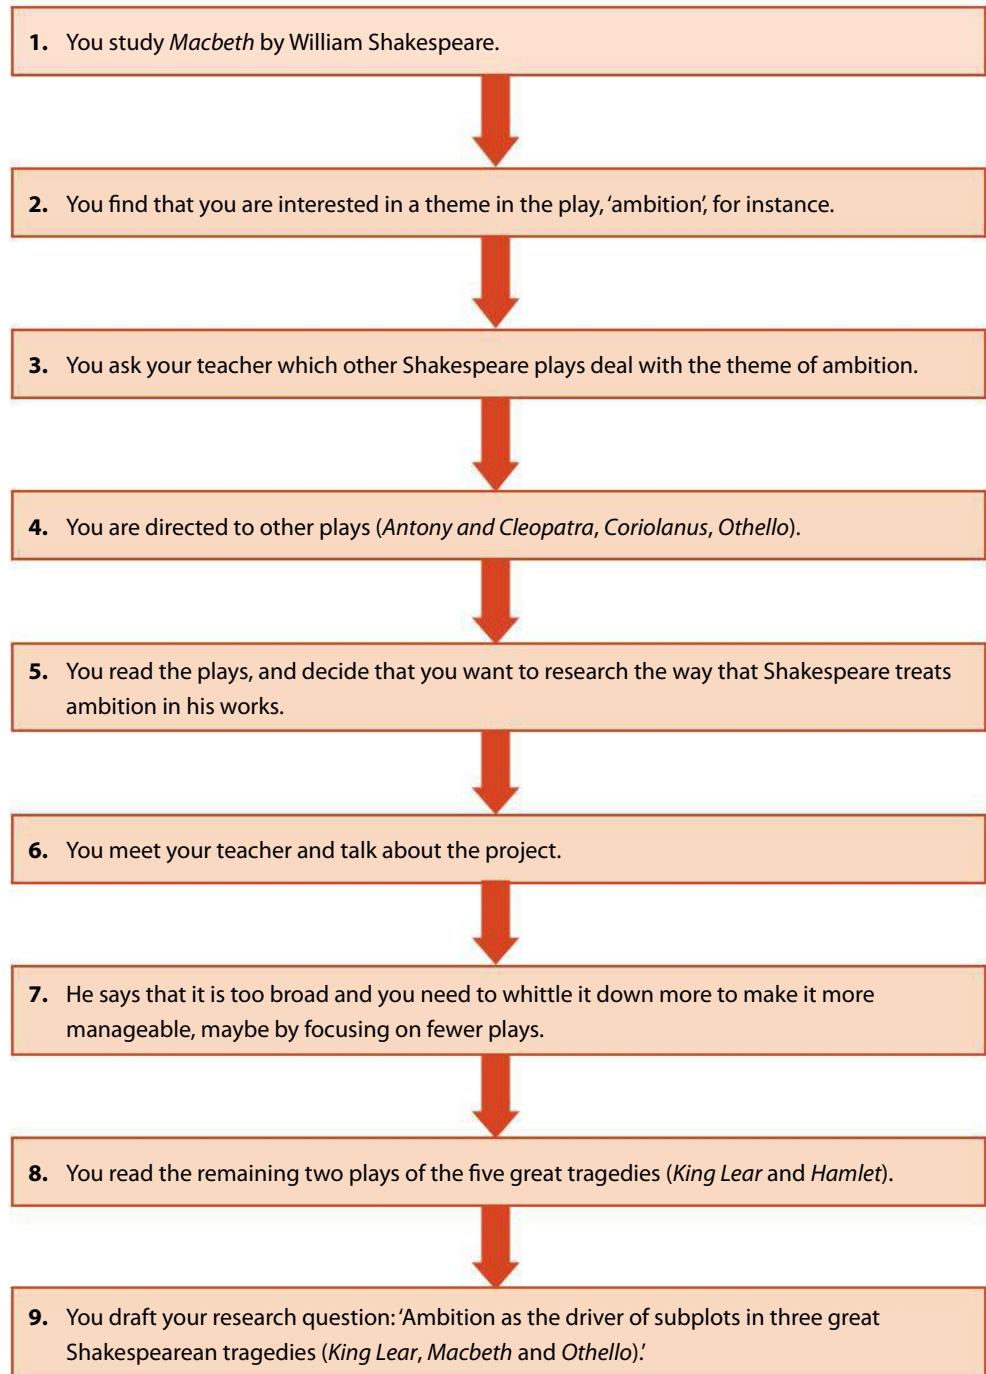 1. You study Macbeth by William Shakespeare.
2. You find that you are interested in a theme in the play, ‘ambition’, for instance.
3. You ask your teacher which other Shakespeare plays deal with the theme of ambition.
4. You are directed to other plays (Antony and Cleopatra, Coriolanus, Othello).
5. You read the plays, and decide that you want to research the way that Shakespeare treats
ambition in his works.
6. You meet your teacher and talk about the project.
7. He says that it is too broad and you need to whittle it down more to make it more
manageable, maybe by focusing on fewer plays.
8. You read the remaining two plays of the five great tragedies (King Lear and Hamlet).
9. You draft your research question: ‘Ambition as the driver of subplots in three great
Shakespearean tragedies (King Lear, Macbeth and Othello).’